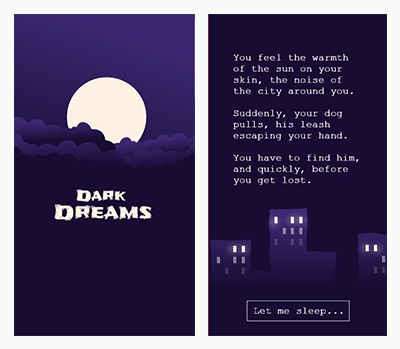 DARK
DREAMS
You feel the warmth
of the sun on your
skin, the noise of
the city around you.
Suddenly, your dog
pulls, his leash
escaping your hand.
You have to find him,
and quickly, before
you get lost.
Let me sleep...